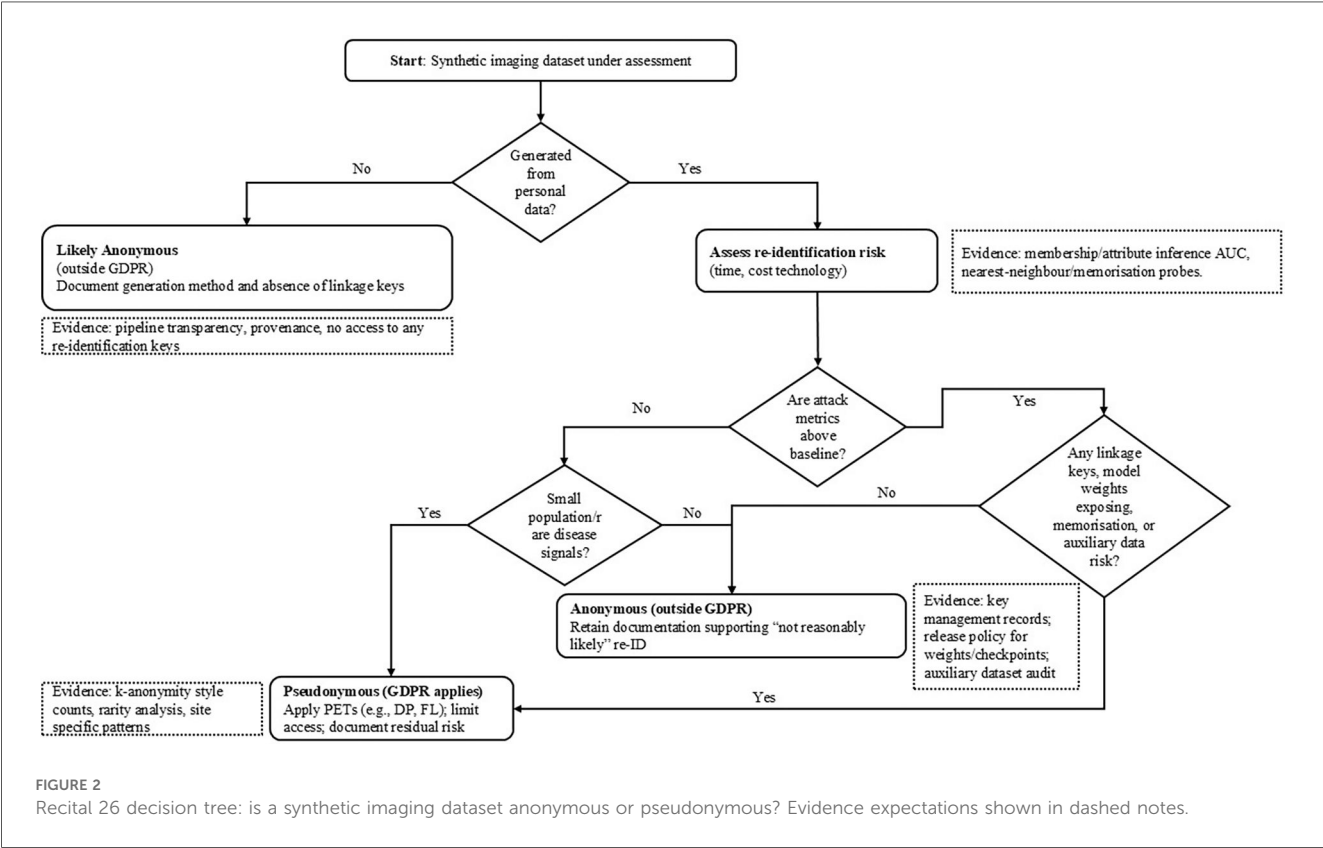 Start: Synthetic imaging dataset under assessment
Generated
from
personal
data?
No
Yes
Likely Anonymous
(outside GDPR)
Document generation method and absence of linkage keys
Evidence: pipeline transparency, provenance, no access to any
re-identification keys
Assess re-identification risk
(time, cost technology)
Evidence: membership/attribute inference AUC,
nearest-neighbour/memorisation probes.
Are attack
metrics
above
baseline?
No
Yes
Small
population/r
are disease
signals?
Yes
No
Any linkage
keys, model
weights
exposing,
memorisation, or
auxiliary data
risk?
No
Yes
Anonymous (outside GDPR)
Retain documentation supporting “not reasonably
likely” re-ID
Evidence: key
management records;
release policy for
weights/checkpoints;
auxiliary dataset audit
Evidence: k-anonymity style
counts, rarity analysis, site
specific patterns
Pseudonymous (GDPR applies)
Apply PETs (e.g., DP, FL); limit
access; document residual risk
FIGURE 2
Recital 26 decision tree: is a synthetic imaging dataset anonymous or pseudonymous? Evidence expectations shown in dashed notes.